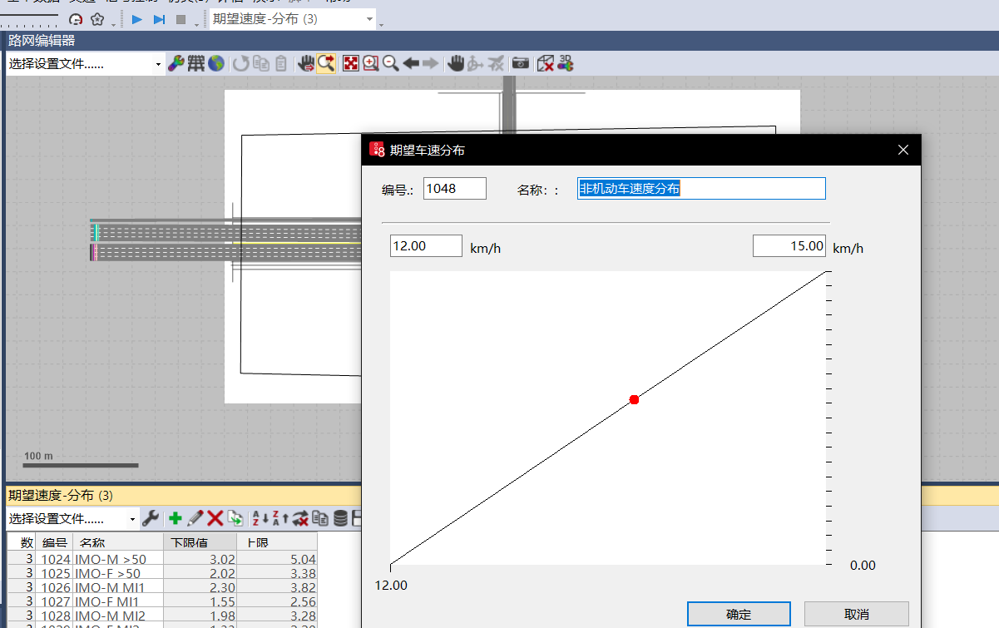 期望速度-分布 (3)
路网编辑器
选择设置文件......
3D
8 期望车速分布
编号.: 1048 名称: : 非机动车速度分布
12.00 km/h 15.00 km/h
100 m
0.00
12.00
确定 取消
期望速度-分布 (3)
选择设置文件......
数 编号 名称 下限值 上限
3 1024 IMO-M >50 3.02 5.04
3 1025 IMO-F >50 2.02 3.38
3 1026 IMO-M MI1 2.30 3.82
3 1027 IMO-F MI1 1.55 2.56
3 1028 IMO-M MI2 1.98 3.28